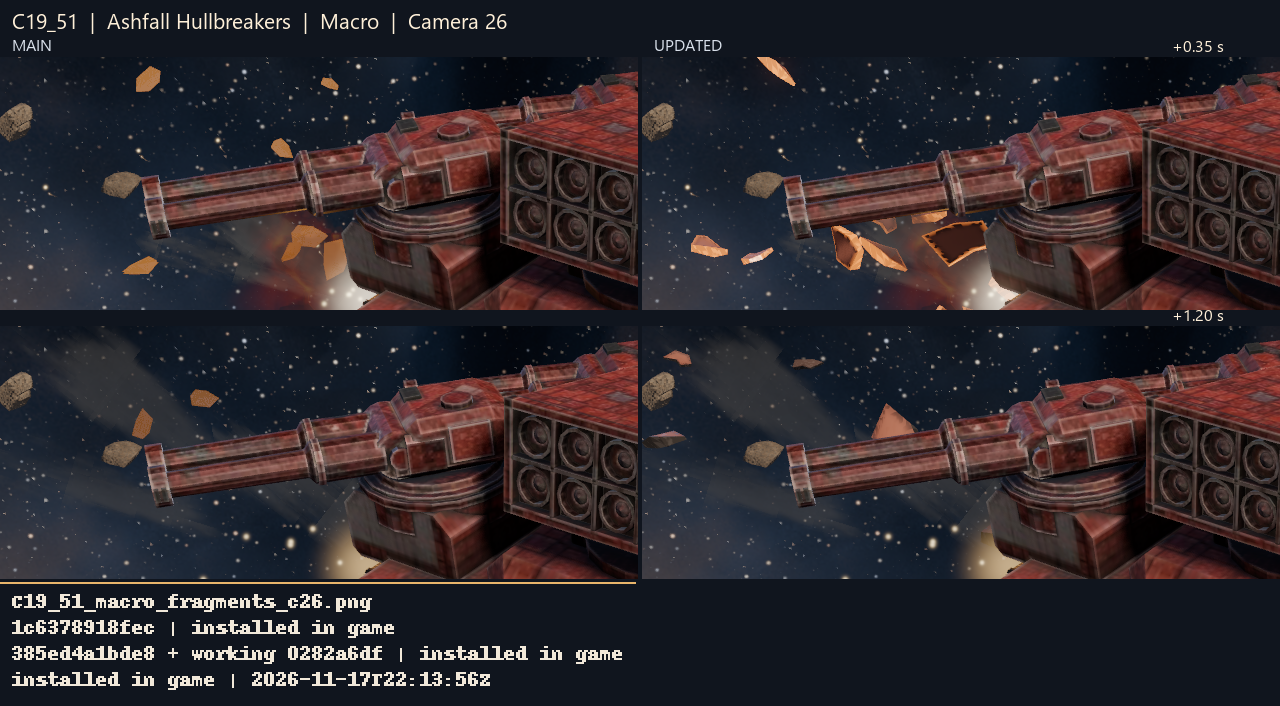 C19_51 | Ashfall Hullbreakers | Macro | Camera 26
MAIN
UPDATED
+0.35 s
+1.20 s
C19_51_macro_fragments_c26.png
1c6378918fec | installed in game
385ed4a1bde8 + working 0282a6df | installed in game
installed in game | 2026-11-17T22:13:56Z